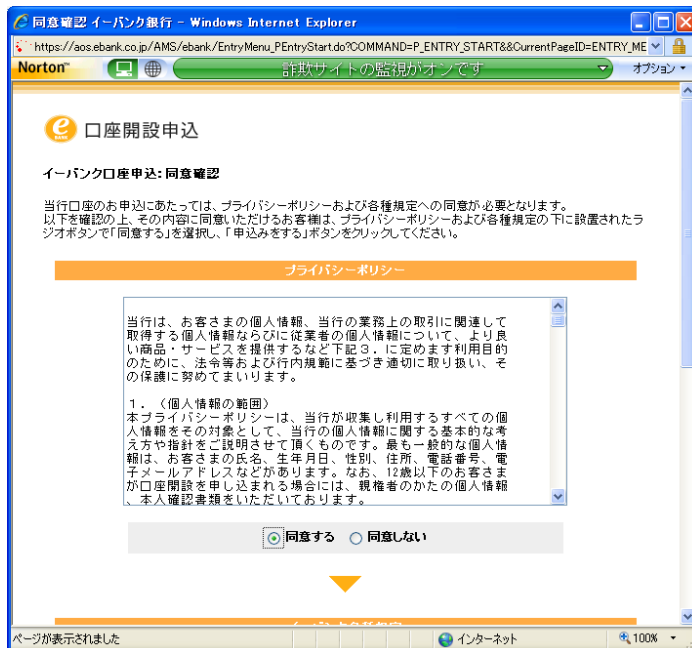 同意確認 イーバンク銀行 - Windows Internet Explorer
https://aos.ebank.co.jp/AMS/ebank/EntryMenu_PEntryStart.do?COMMAND=P_ENTRY_START&&CurrentPageID=ENTRY_ME
Norton™ 詐欺サイトの監視がオンです オプション
e BANK 口座開設申込
イーバンク口座申込:同意確認
当行口座のお申込にあたっては、プライバシーポリシーおよび各種規定への同意が必要となります。
以下を確認の上、その内容に同意いただけるお客様は、プライバシーポリシーおよび各種規定の下に設置されたラ
ジオボタンで「同意する」を選択し、「申込みをする」ボタンをクリックしてください。
プライバシーポリシー
当行は、お客さまの個人情報、当行の業務上の取引に関連して
取得する個人情報ならびに従業者の個人情報について、より良
い商品・サービスを提供するなど下記3.に定めます利用目的
のために、法令等および行内規範に基づき適切に取り扱い、そ
の保護に努めてまいります。
1.(個人情報の範囲)
本プライバシーポリシーは、当行が収集し利用するすべての個
人情報をその対象として、当行の個人情報に関する基本的な考
え方や指針をご説明させて頂くものです。最も一般的な個人情
報は、お客さまの氏名、生年月日、性別、住所、電話番号、電
子メールアドレスなどがあります。なお、12歳以下のお客さま
が口座開設を申し込まれる場合には、親権者のかたの個人情報
、本人確認書類をいただいております。
同意する 同意しない
ページが表示されました インターネット 100%